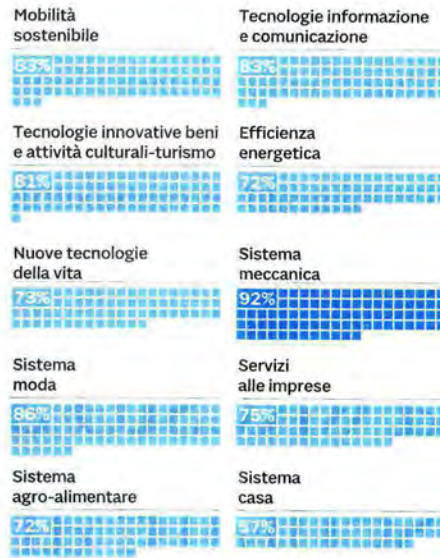 Mobilità
sostenibile
83%
Tecnologie informazione
e comunicazione
83%
Tecnologie innovative beni
e attività culturali-turismo
81%
Efficienza
energetica
72%
Nuove tecnologie
della vita
73%
Sistema
meccanica
92%
Sistema
moda
86%
Servizi
alle imprese
75%
Sistema
agro-alimentare
72%
Sistema
casa
57%